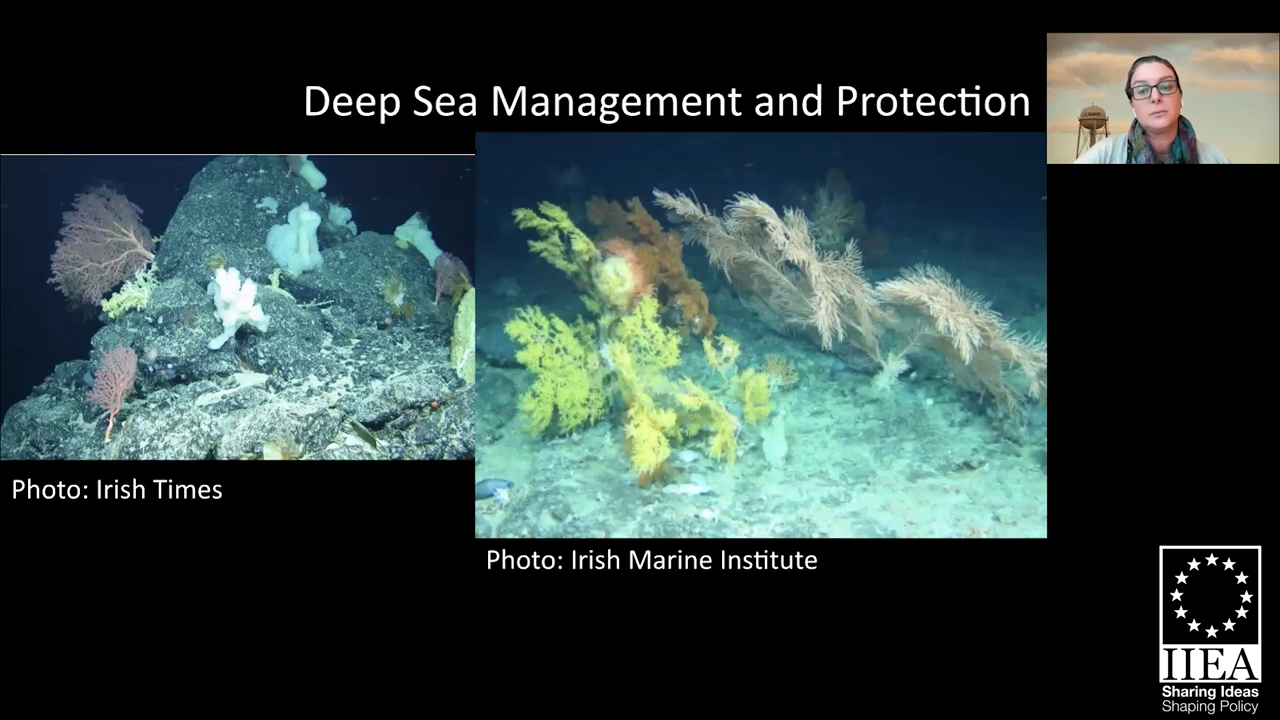 Deep Sea Management and Protection
Photo: Irish Times
Photo: Irish Marine Institute
IIEA
Sharing Ideas
Shaping Policy